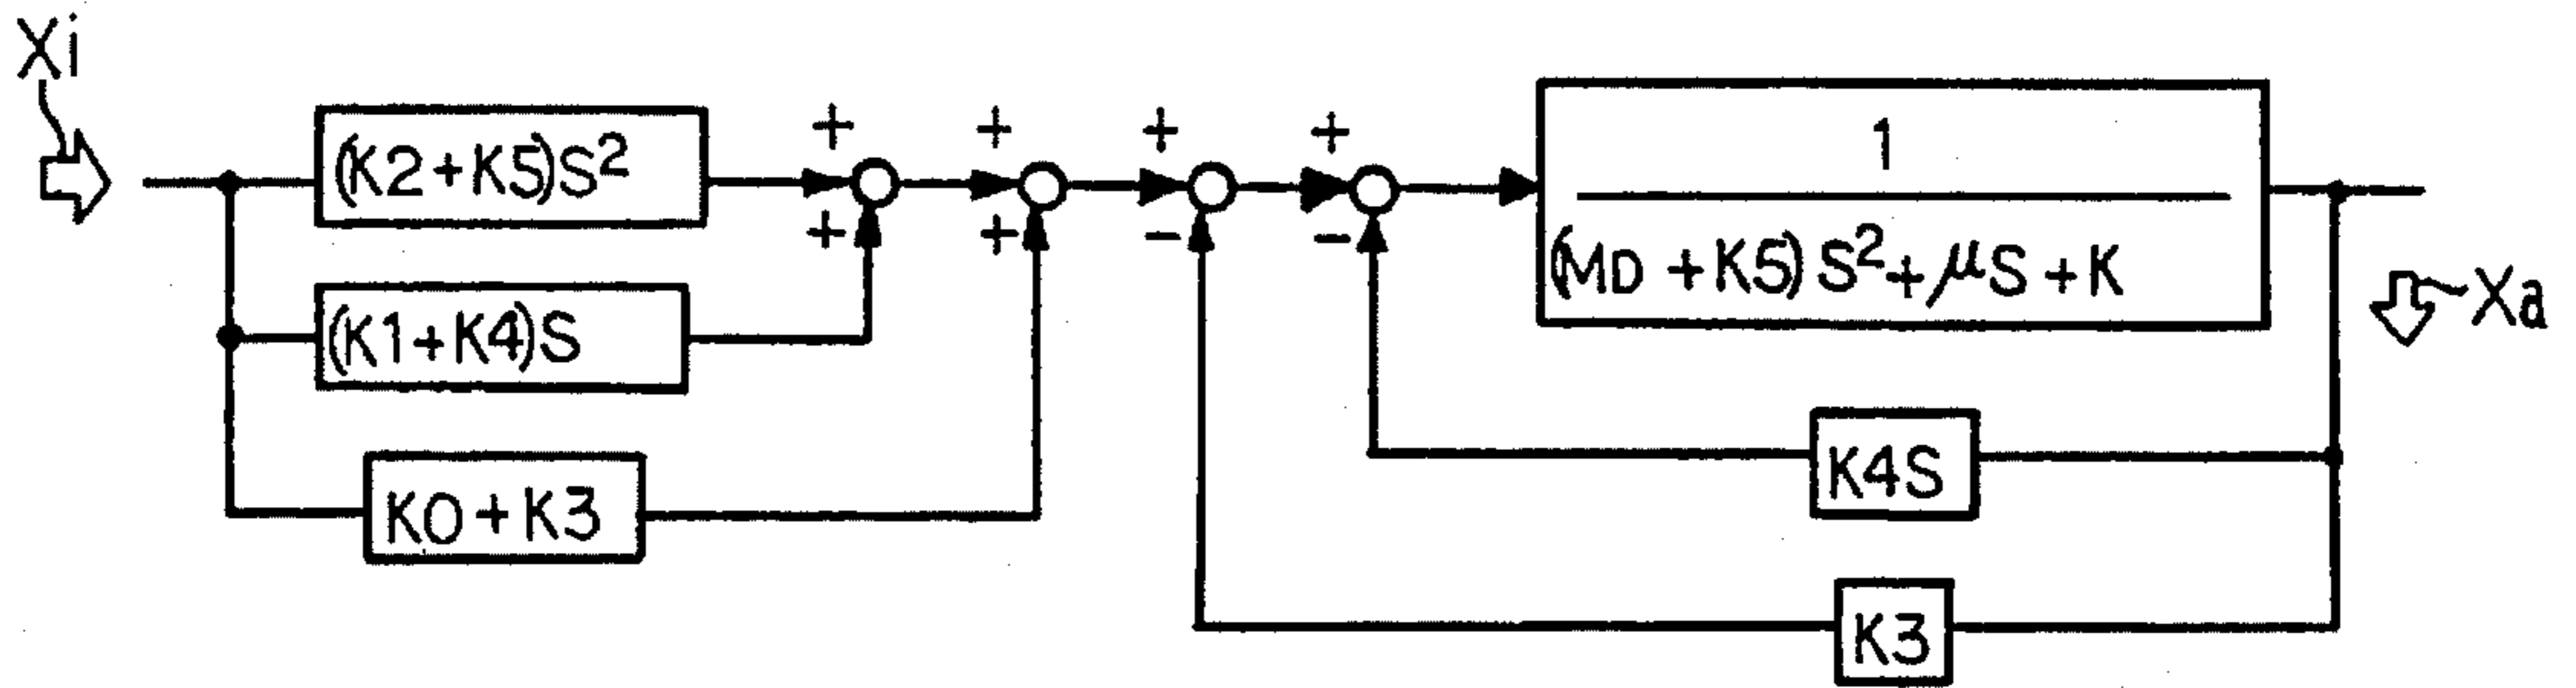 Xi
(K2+K5)S²
+
+
+
+
1
(MD +K5)S²+μS+K
+
+
−
−
(K1+K4)S
Xa
K4S
K0+K3
K3